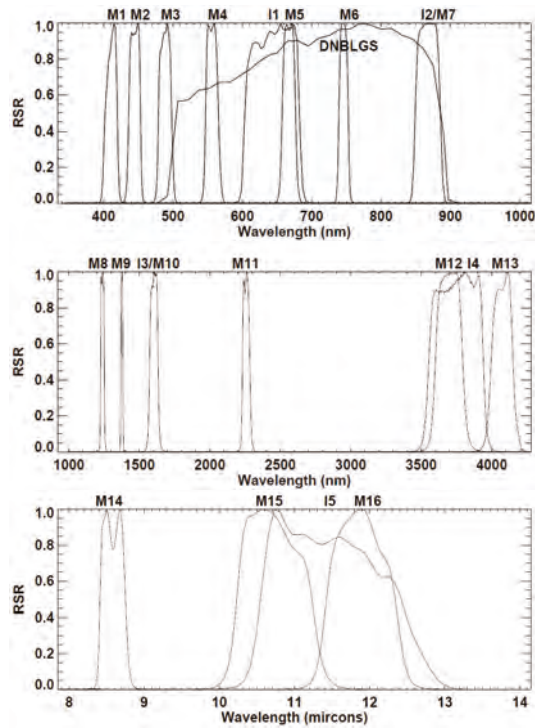 M1 M2 M3 M4 I1 M5 M6 I2/M7
DNBLGS
RSR
1.0
0.8
0.6
0.4
0.2
0.0
400 500 600 700 800 900 1000
Wavelength (nm)
M8 M9 I3/M10 M11 M12 I4 M13
RSR
1.0
0.8
0.6
0.4
0.2
0.0
1000 1500 2000 2500 3000 3500 4000
Wavelength (nm)
M14 M15 I5 M16
RSR
1.0
0.8
0.6
0.4
0.2
0.0
8 9 10 11 12 13 14
Wavelength (mircons)